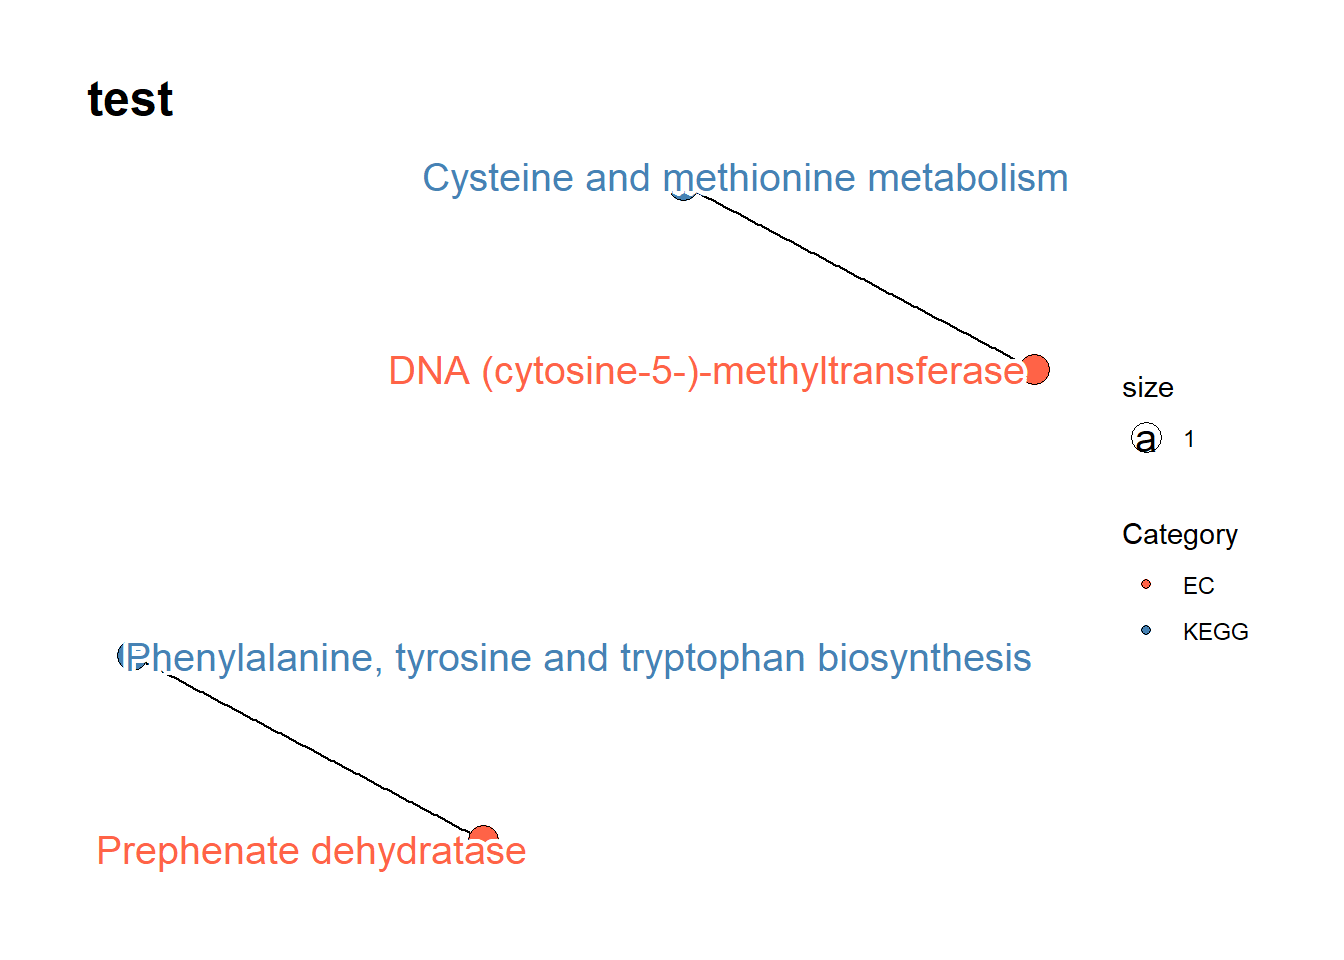 test
Cysteine and methionine metabolism
DNA (cytosine-5-)-methyltransferase
size
a 1
Category
EC
KEGG
Phenylalanine, tyrosine and tryptophan biosynthesis
Prephenate dehydratase